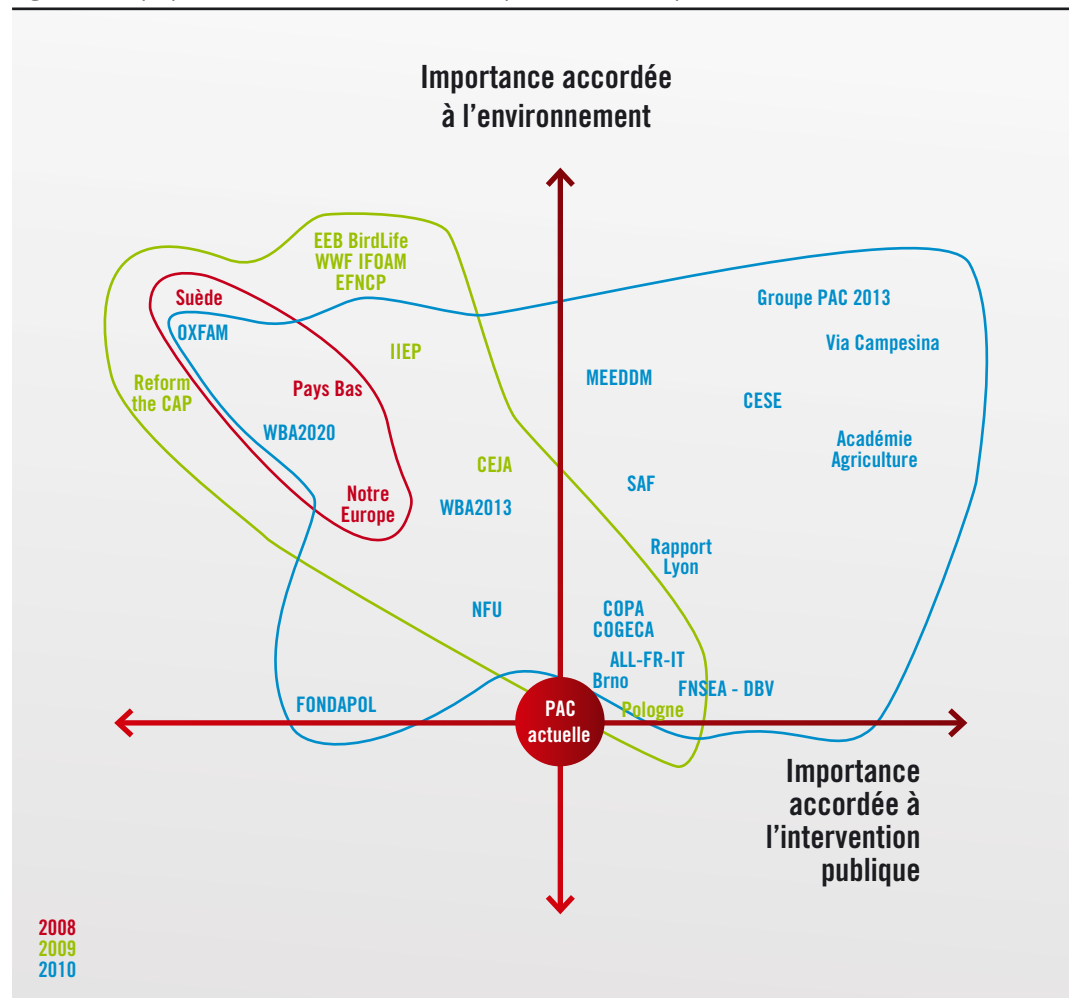 Importance accordée
à l'environnement
EEB BirdLife
WWF IFOAM
EFNCP
Suède
Groupe PAC 2013
OXFAM
Via Campesina
IIEP
MEEDDM
Reform
the CAP
Pays Bas
CESE
WBA2020
Académie
Agriculture
CEJA
SAF
Notre
Europe
WBA2013
Rapport
Lyon
NFU
COPA
COGECA
ALL-FR-IT
Brno
FNSEA - DBV
FONDAPOL
PAC
actuelle
Pologne
Importance
accordée à
l'intervention
publique
2008
2009
2010